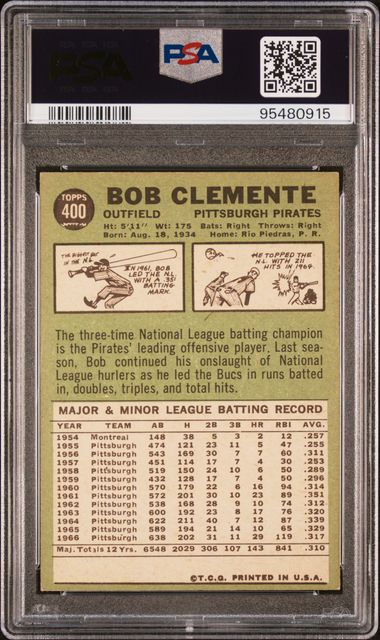 PSA
PSA
95480915
TOPPS
400
BOB CLEMENTE
OUTFIELD PITTSBURGH PIRATES
Ht: 5'11" Wt: 175 Bats: Right Throws: Right
Born: Aug. 18, 1934 Home: Rio Piedras, P. R.
THE BIGGEST BAT IN THE N.L.
IN 1961, BOB
LED THE N.L.
WITH A .351
BATTING
MARK.
HE TOPPED THE
N.L. WITH 211
HITS IN 1964.
The three-time National League batting champion
is the Pirates' leading offensive player. Last sea-
son, Bob continued his onslaught of National
League hurlers as he led the Bucs in runs batted
in, doubles, triples, and total hits.
MAJOR & MINOR LEAGUE BATTING RECORD
YEAR TEAM AB H 2B 3B HR RBI AVG.
1954 Montreal 148 38 5 3 2 12 .257
1955 Pittsburgh 474 121 23 11 5 47 .255
1956 Pittsburgh 543 169 30 7 7 60 .311
1957 Pittsburgh 451 114 17 7 4 30 .253
1958 Pittsburgh 519 150 24 10 6 50 .289
1959 Pittsburgh 432 128 17 7 4 50 .296
1960 Pittsburgh 570 179 22 6 16 94 .314
1961 Pittsburgh 572 201 30 10 23 89 .351
1962 Pittsburgh 538 168 28 9 10 74 .312
1963 Pittsburgh 600 192 23 8 17 76 .320
1964 Pittsburgh 622 211 40 7 12 87 .339
1965 Pittsburgh 589 194 21 14 10 65 .329
1966 Pittsburgh 638 202 31 11 29 119 .317
Maj. Totals 12 Yrs. 6548 2029 306 107 143 841 .310
©T.C.G. PRINTED IN U.S.A.